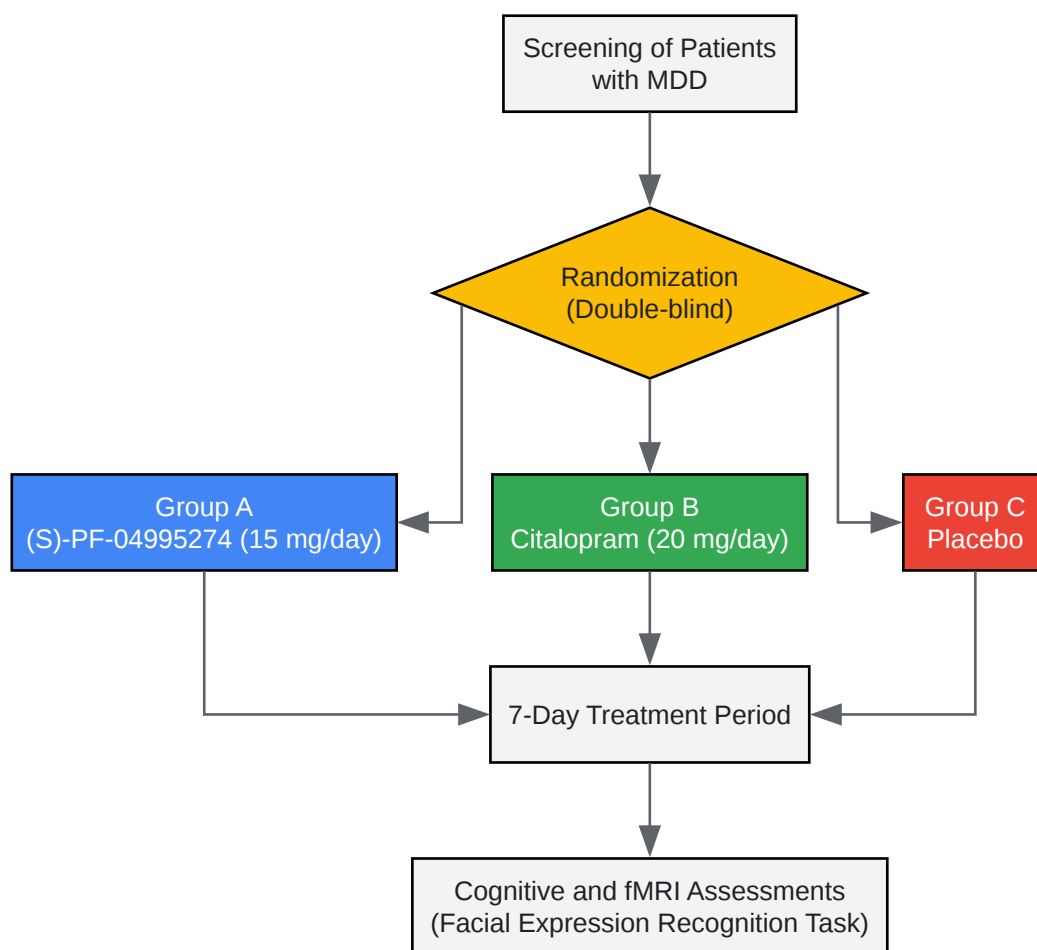 Screening of Patients
with MDD
Randomization
(Double-blind)
Group A
(S)-PF-04995274 (15 mg/day)
Group B
Citalopram (20 mg/day)
Group C
Placebo
7-Day Treatment Period
Cognitive and fMRI Assessments
(Facial Expression Recognition Task)